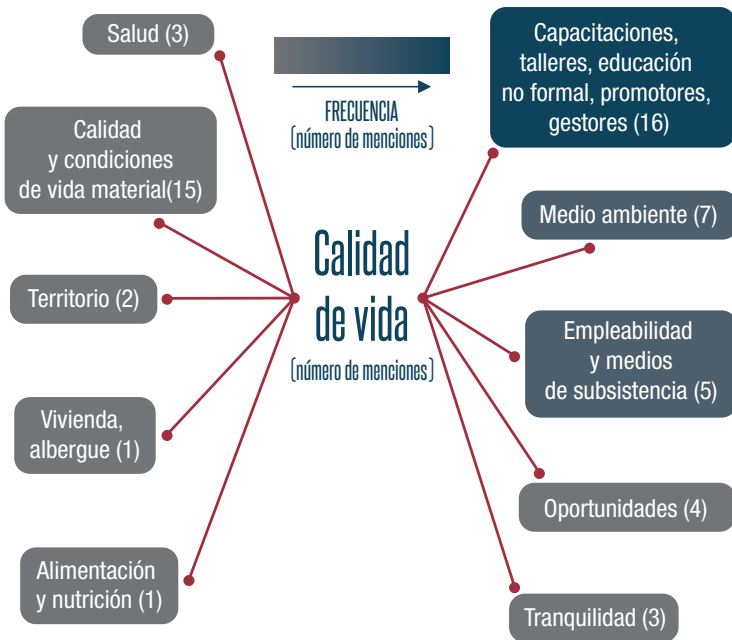 Salud (3)
Calidad
y condiciones
de vida material(15)
Territorio (2)
Vivienda,
albergue (1)
Alimentación
y nutrición (1)
FRECUENCIA
(número de menciones)
Calidad
de vida
(número de menciones)
Capacitaciones,
talleres, educación
no formal, promotores,
gestores (16)
Medio ambiente (7)
Empleabilidad
y medios
de subsistencia (5)
Oportunidades (4)
Tranquilidad (3)